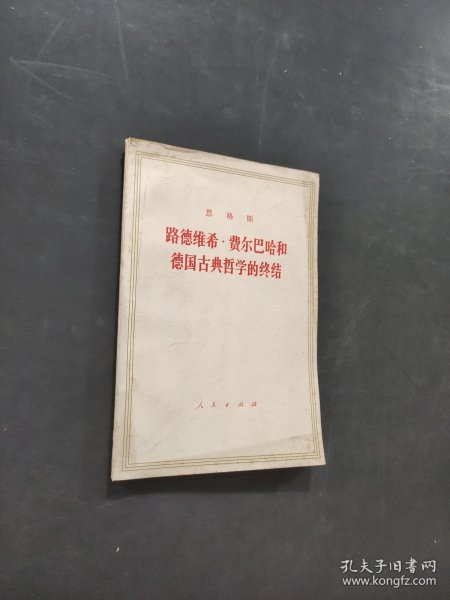 恩格斯
路德维希·费尔巴哈和
德国古典哲学的终结
人民出版社
孔夫子旧书网
www.kongfz.com